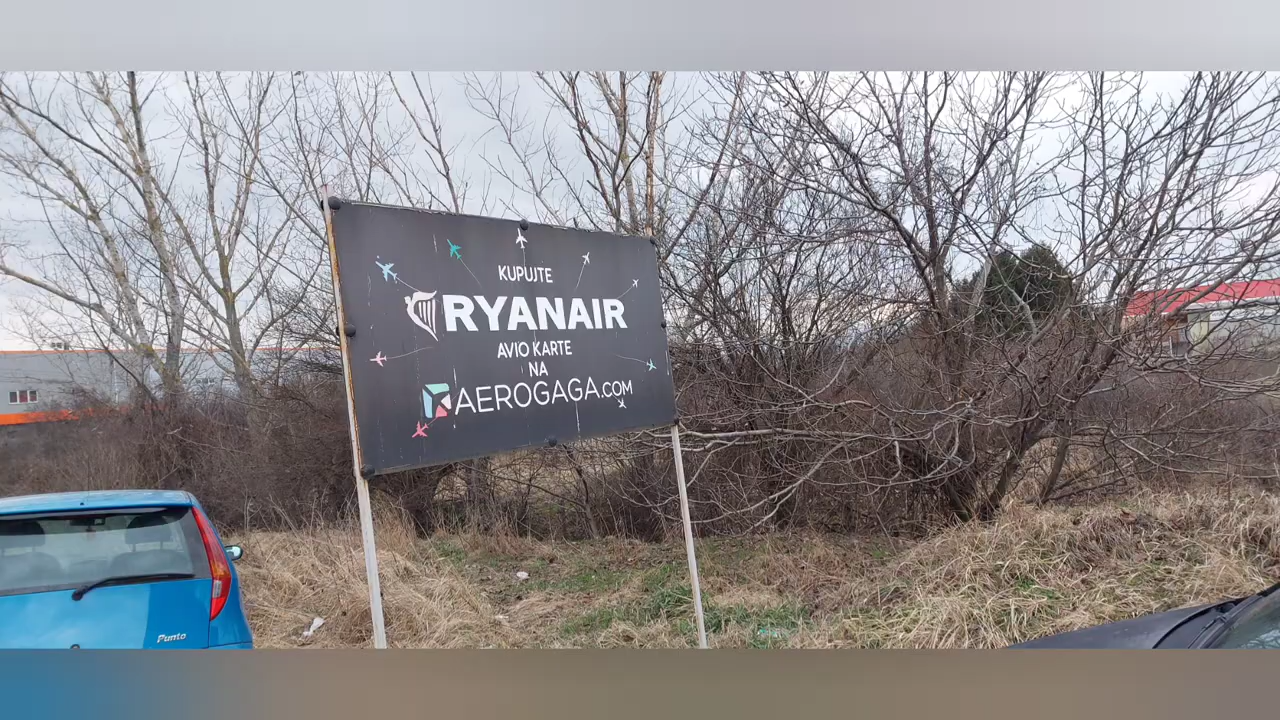 KUPUJTE
RYANAIR
AVIO KARTE
NA
AEROGAGA.COM
Punto